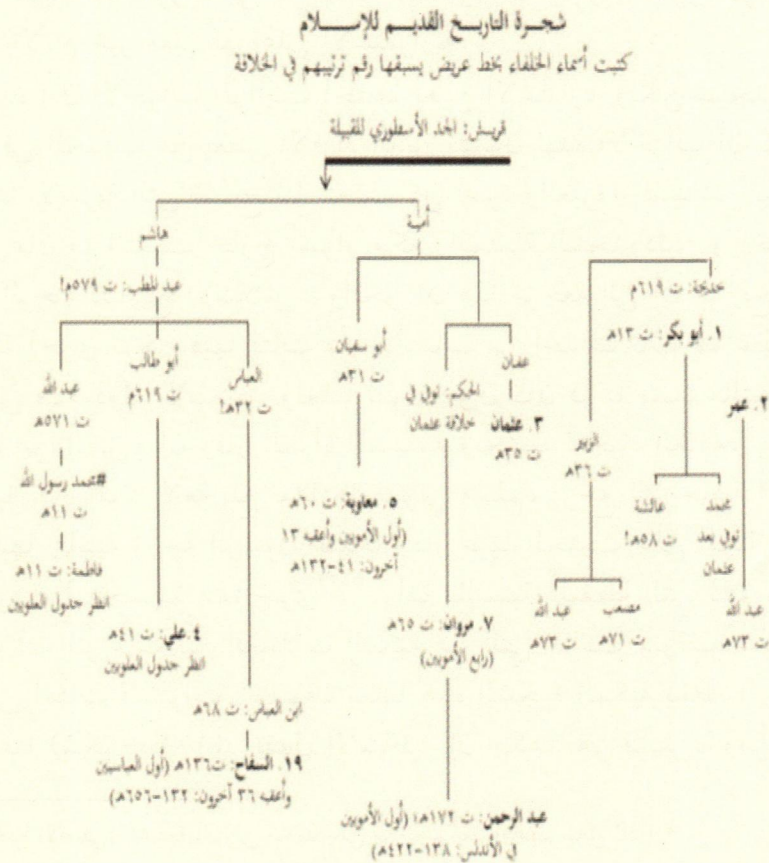 شجرة التاريخ القديم للإسلام
كتبت أسماء الخلفاء بخط عريض يسبقها رقم ترتيبهم في الخلافة
قريش: الجد الأسطوري للقبيلة
أمية
هاشم
عبد المطلب: ت ٥٧٩م!
خديجة: ت ٦١٩م
١. أبو بكر: ت ١٣هـ
٢. عمر
عبد الله
ت ٧٣هـ
محمد
توفي بعد
عثمان
عائشة
ت ٥٨هـ!
الزبير
ت ٣٦هـ
مصعب
ت ٧١هـ
عبد الله
ت ٧٣هـ
عفان
٣. عثمان
ت ٣٥هـ
الحكم: توفي في
خلافة عثمان
٧. مروان: ت ٦٥هـ
(رابع الأمويين)
عبد الرحمن: ت ١٧٢هـ؛ (أول الأمويين
في الأندلس: ١٣٨-٤٢٢هـ)
أبو سفيان
ت ٣١هـ
٥. معاوية: ت ٦٠هـ
(أول الأمويين وأعقبه ١٣
آخرون: ٤١-١٣٢هـ
العباس
ت ٣٢هـ!
ابن العباس: ت ٦٨هـ
١٩. السفاح: ت١٣٦هـ (أول العباسيين
وأعقبه ٣٦ آخرون: ١٣٢-٦٥٦هـ)
أبو طالب
ت ٦١٩م
٤.علي: ت ٤١هـ
انظر جدول العلويين
عبد الله
ت ٥٧١هـ
#محمد رسول الله
ت ١١هـ
فاطمة: ت ١١هـ
انظر جدول العلويين